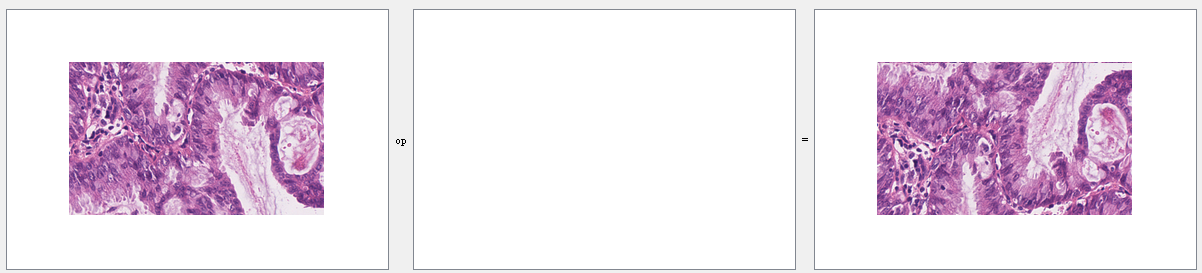 op
=